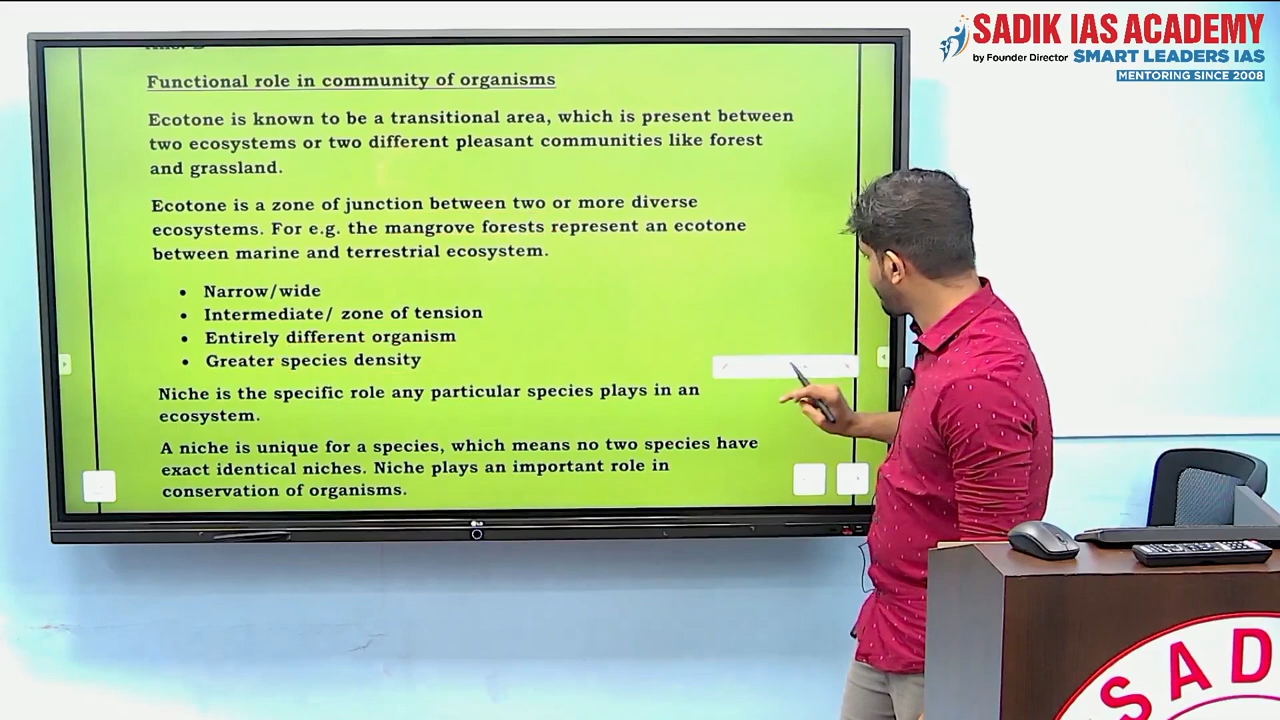 SADIK IAS ACADEMY
by Founder Director SMART LEADERS IAS
MENTORING SINCE 2008
Functional role in community of organisms
Ecotone is known to be a transitional area, which is present between
two ecosystems or two different pleasant communities like forest
and grassland.
Ecotone is a zone of junction between two or more diverse
ecosystems. For e.g. the mangrove forests represent an ecotone
between marine and terrestrial ecosystem.
• Narrow/wide
• Intermediate/ zone of tension
• Entirely different organism
• Greater species density
Niche is the specific role any particular species plays in an
ecosystem.
A niche is unique for a species, which means no two species have
exact identical niches. Niche plays an important role in
conservation of organisms.
LG
SAD